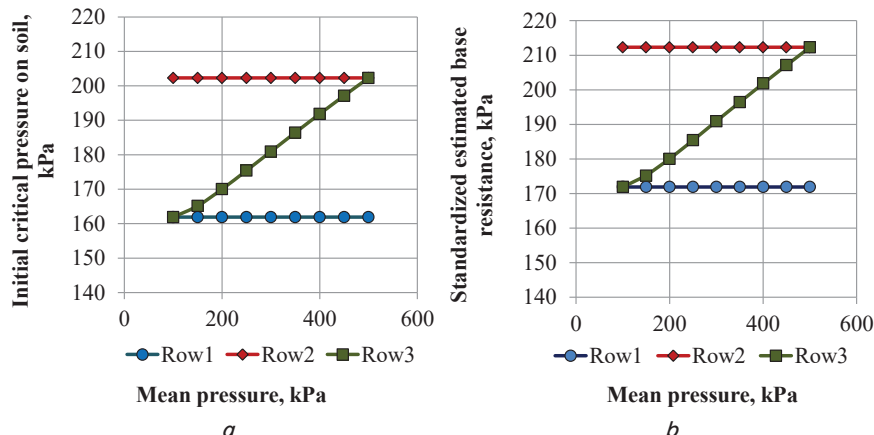 Initial critical pressure on soil,
kPa
220
210
200
190
180
170
160
150
140
0 200 400 600
Row1 Row2 Row3
Mean pressure, kPa
a
Standardized estimated base
resistance, kPa
220
210
200
190
180
170
160
150
140
0 200 400 600
Row1 Row2 Row3
Mean pressure, kPa
b